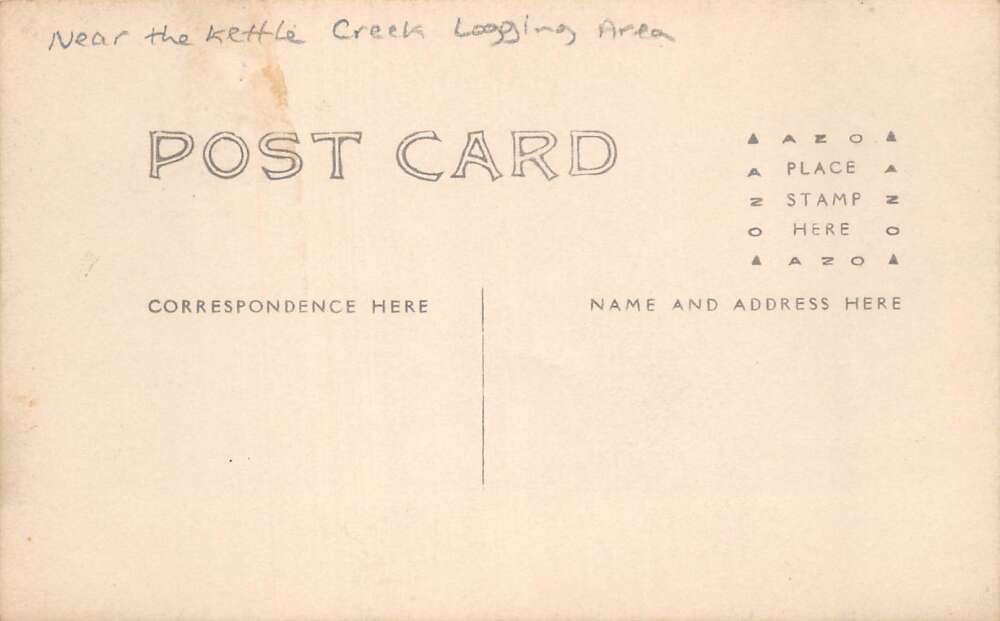 Near the Kettle Creek Logging Area
POST CARD
▲ AZO ▲
A PLACE A
Z STAMP Z
O HERE O
▲ AZO ▲
CORRESPONDENCE HERE
NAME AND ADDRESS HERE